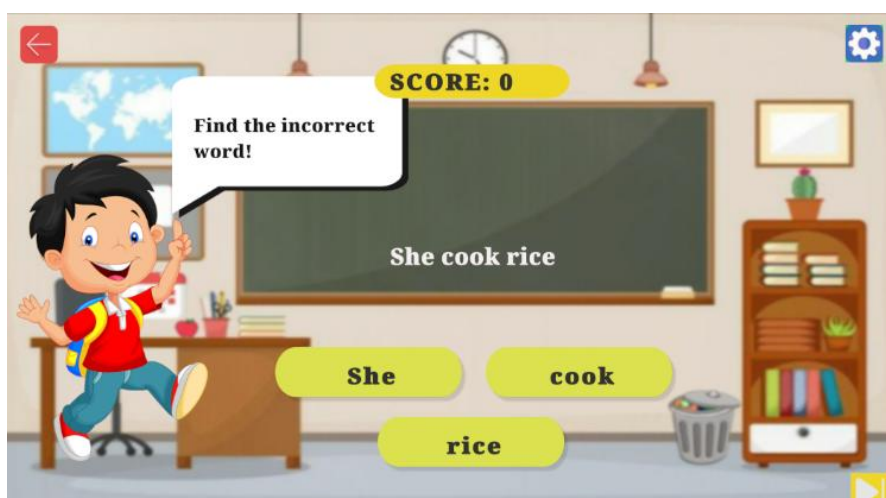 SCORE: 0
Find the incorrect
word!
She cook rice
She
cook
rice